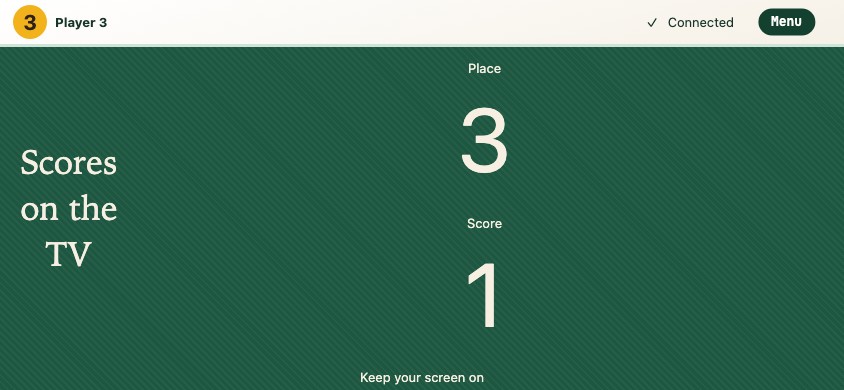 3 Player 3
✓ Connected
Menu
Scores
on the
TV
Place
3
Score
1
Keep your screen on